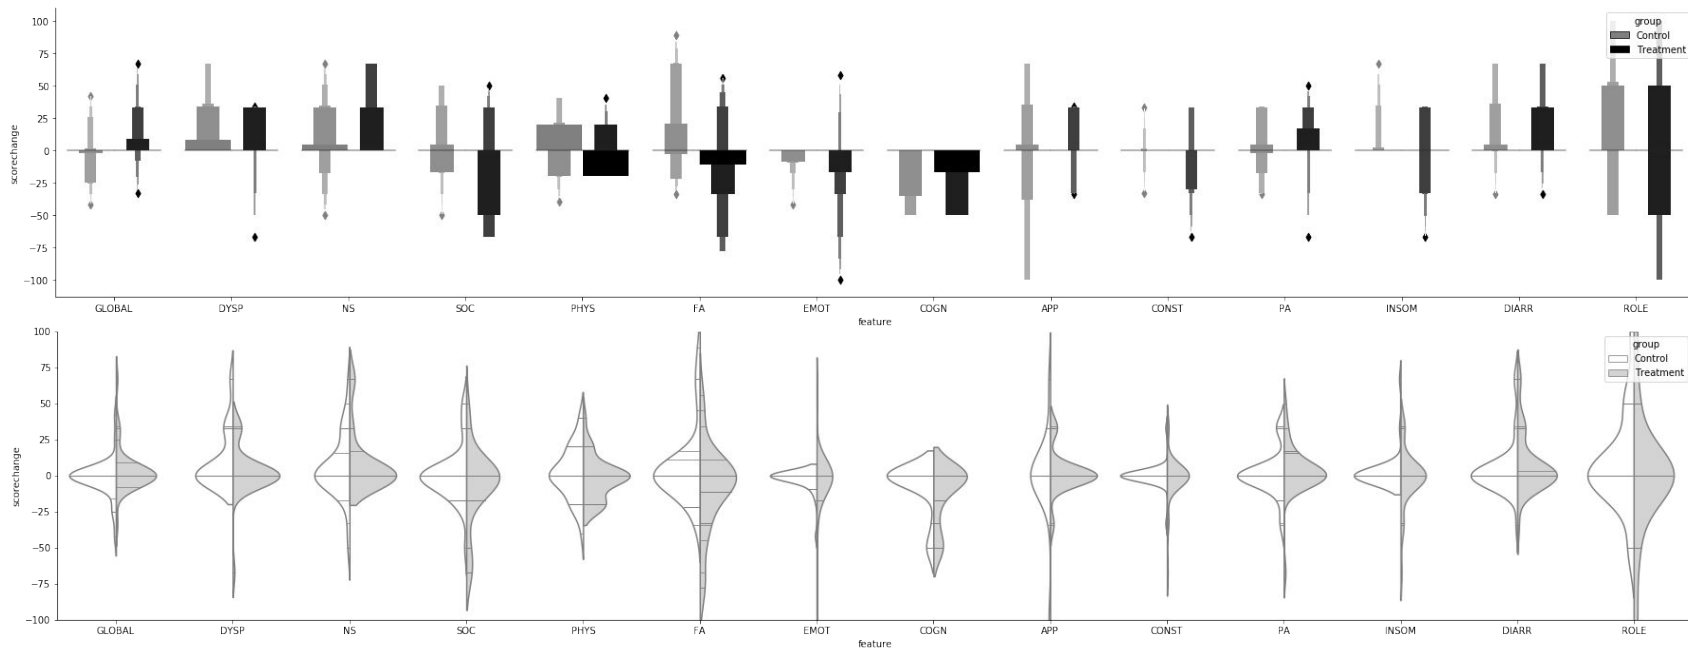 100
75
50
25
0
−25
−50
−75
−100
scorechange
group
Control
Treatment
GLOBAL DYSP NS SOC PHYS FA EMOT COGN APP CONST PA INSOM DIARR ROLE
feature
100
75
50
25
0
−25
−50
−75
−100
scorechange
group
Control
Treatment
GLOBAL DYSP NS SOC PHYS FA EMOT COGN APP CONST PA INSOM DIARR ROLE
feature